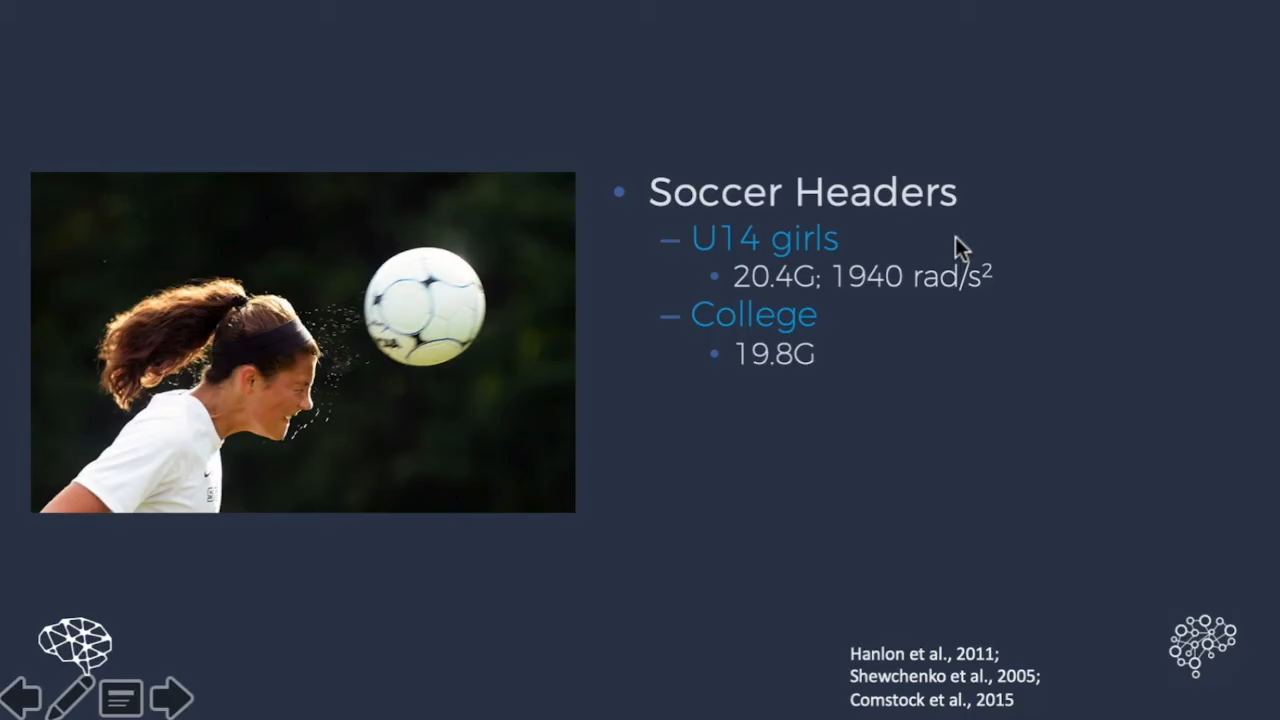 Soccer Headers
U14 girls
20.4G; 1940 rad/s²
College
19.8G
Hanlon et al., 2011;
Shewchenko et al., 2005;
Comstock et al., 2015